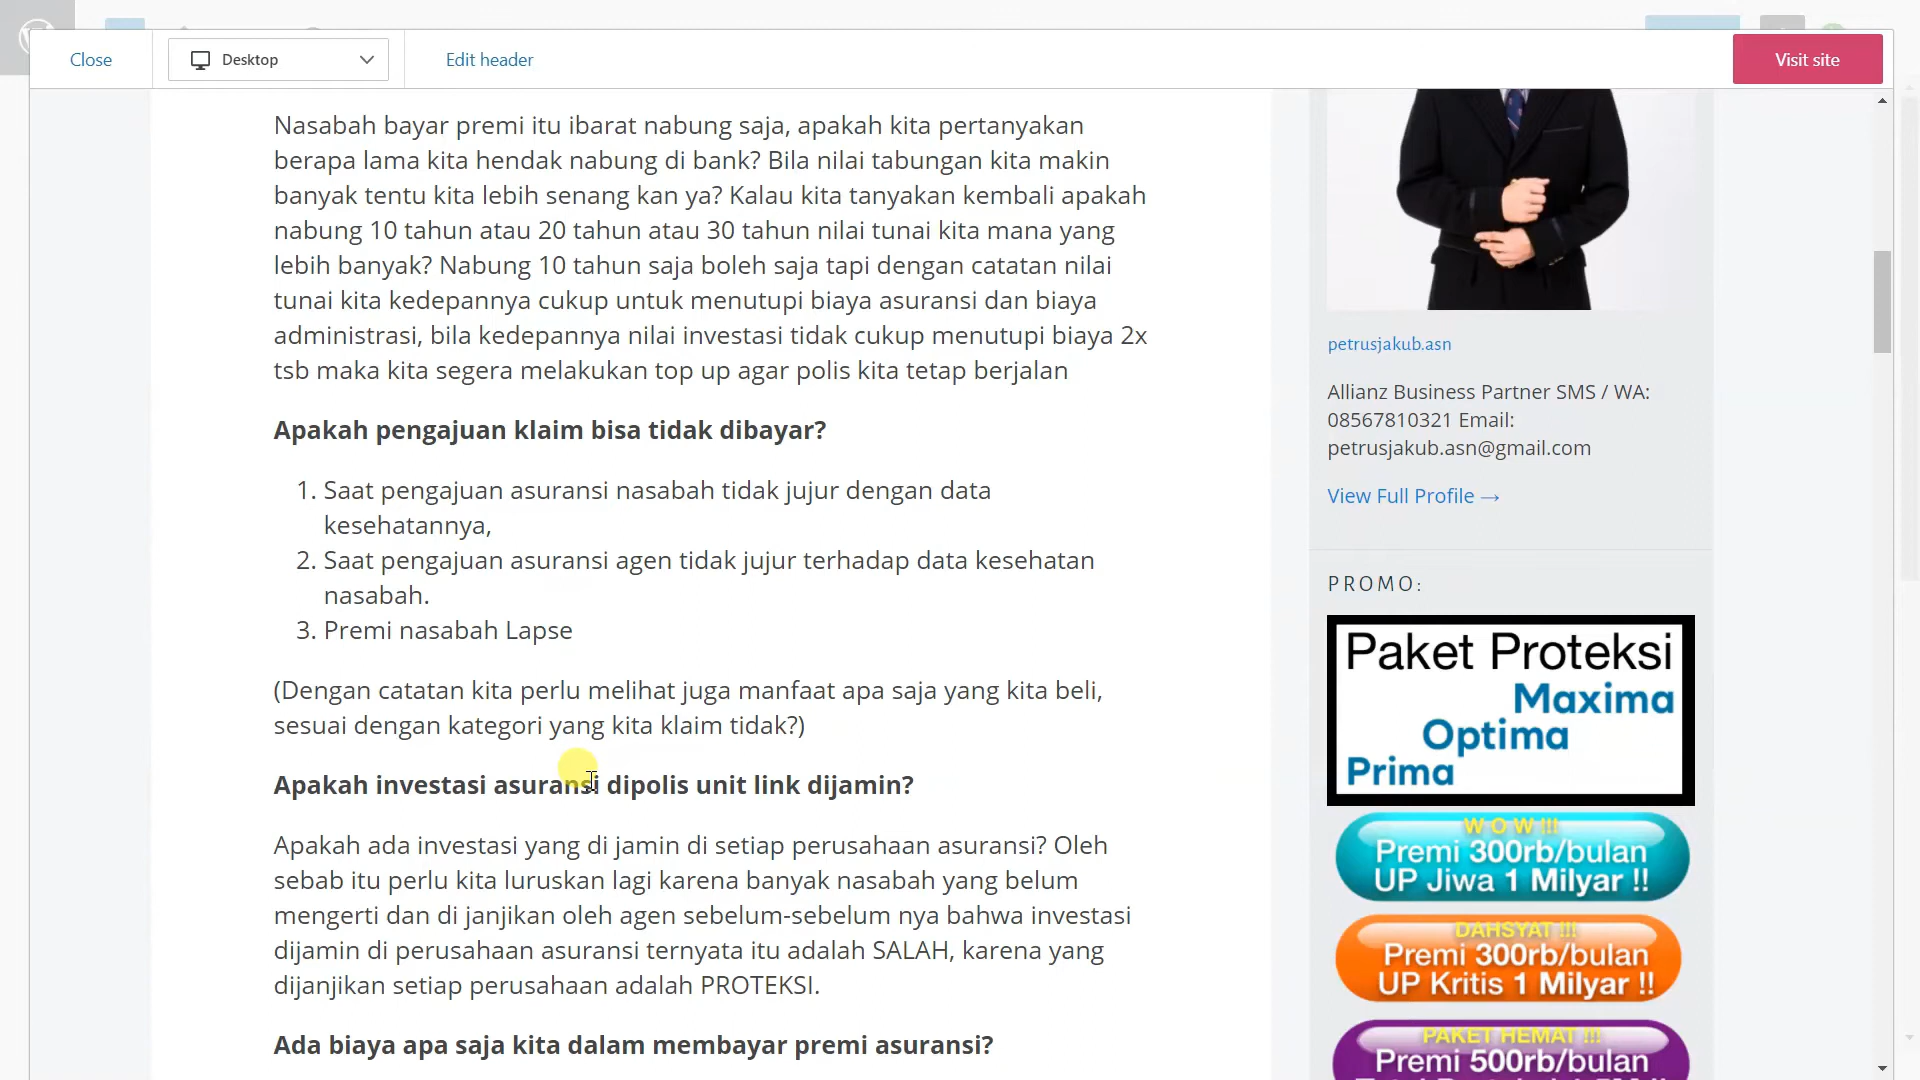 Close
Desktop
Edit header
Visit site
Nasabah bayar premi itu ibarat nabung saja, apakah kita pertanyakan
berapa lama kita hendak nabung di bank? Bila nilai tabungan kita makin
banyak tentu kita lebih senang kan ya? Kalau kita tanyakan kembali apakah
nabung 10 tahun atau 20 tahun atau 30 tahun nilai tunai kita mana yang
lebih banyak? Nabung 10 tahun saja boleh saja tapi dengan catatan nilai
tunai kita kedepannya cukup untuk menutupi biaya asuransi dan biaya
administrasi, bila kedepannya nilai investasi tidak cukup menutupi biaya 2x
tsb maka kita segera melakukan top up agar polis kita tetap berjalan
Apakah pengajuan klaim bisa tidak dibayar?
1. Saat pengajuan asuransi nasabah tidak jujur dengan data
kesehatannya,
2. Saat pengajuan asuransi agen tidak jujur terhadap data kesehatan
nasabah.
3. Premi nasabah Lapse
(Dengan catatan kita perlu melihat juga manfaat apa saja yang kita beli,
sesuai dengan kategori yang kita klaim tidak?)
Apakah investasi asuransi dipolis unit link dijamin?
Apakah ada investasi yang di jamin di setiap perusahaan asuransi? Oleh
sebab itu perlu kita luruskan lagi karena banyak nasabah yang belum
mengerti dan di janjikan oleh agen sebelum-sebelum nya bahwa investasi
dijamin di perusahaan asuransi ternyata itu adalah SALAH, karena yang
dijanjikan setiap perusahaan adalah PROTEKSI.
Ada biaya apa saja kita dalam membayar premi asuransi?
petrusjakub.asn
Allianz Business Partner SMS / WA:
08567810321 Email:
petrusjakub.asn@gmail.com
View Full Profile →
PROMO:
Paket Proteksi
Maxima
Optima
Prima
W O W !!!
Premi 300rb/bulan
UP Jiwa 1 Milyar !!
DAHSYAT !!!
Premi 300rb/bulan
UP Kritis 1 Milyar !!
PAKET HEMAT !!!
Premi 500rb/bulan